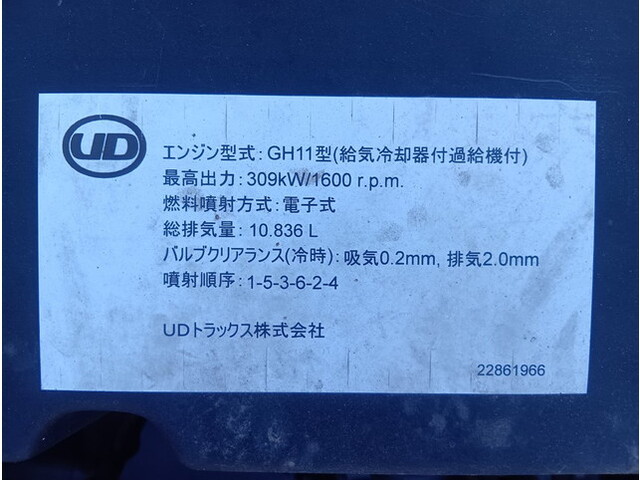 UD
エンジン型式:GH11型(給気冷却器付過給機付)
最高出力:309kW/1600 r.p.m.
燃料噴射方式:電子式
総排気量:10.836 L
バルブクリアランス(冷時):吸気0.2mm, 排気2.0mm
噴射順序:1-5-3-6-2-4
UDトラックス株式会社
22861966